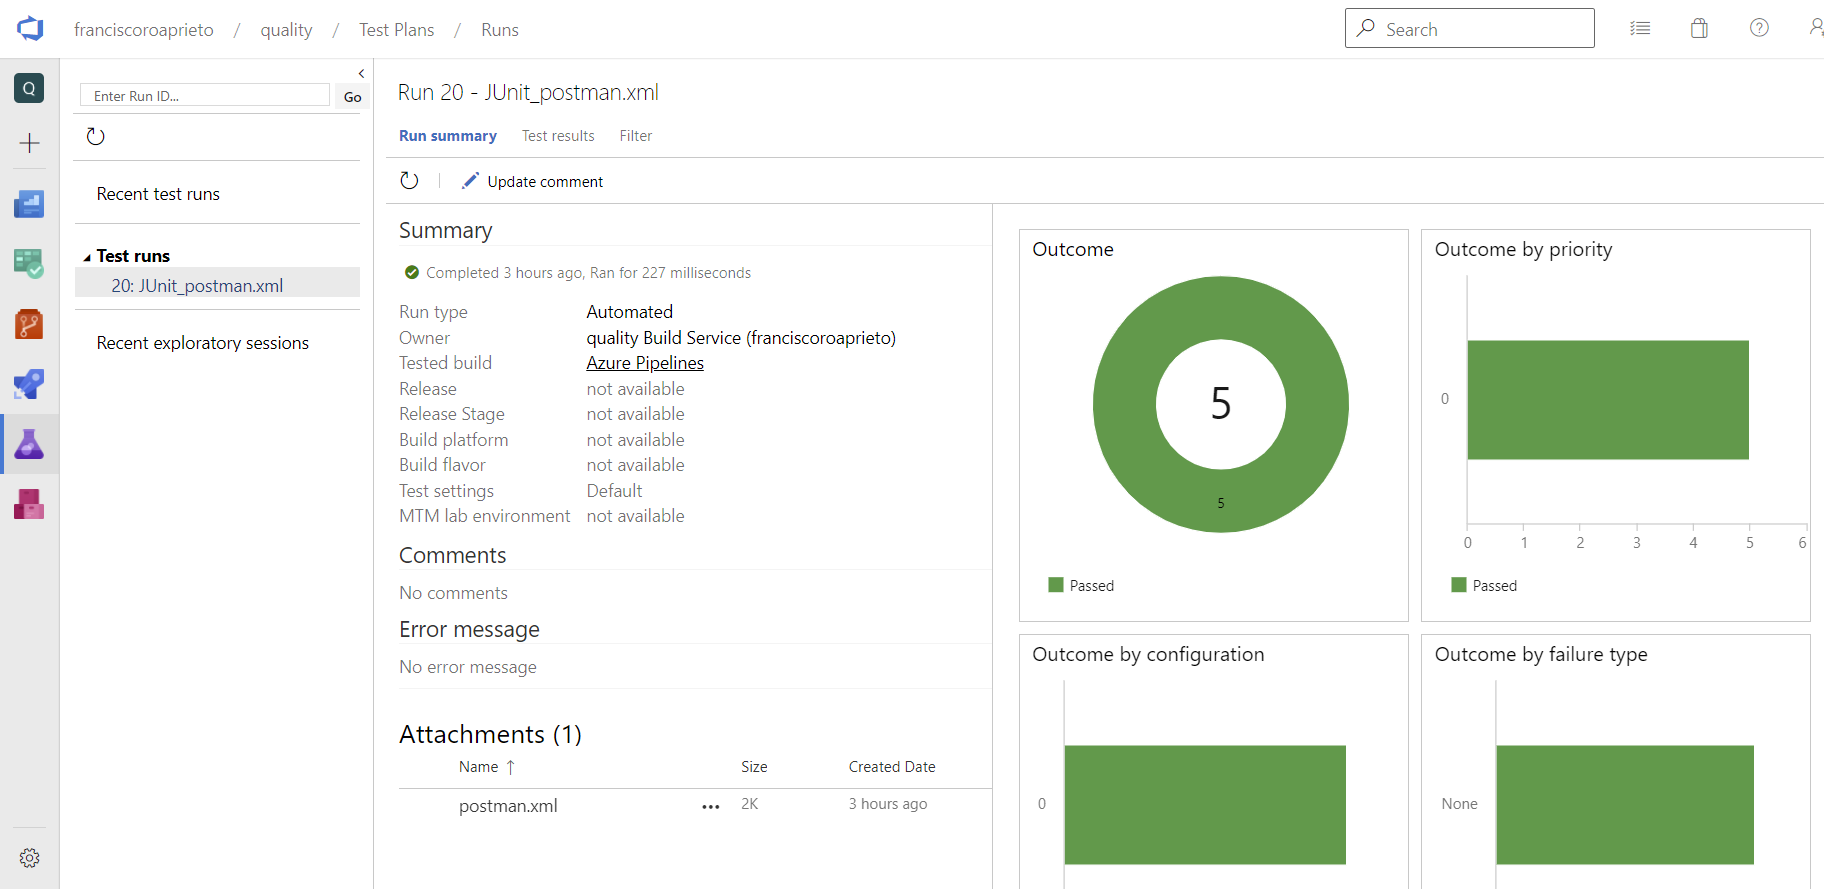 franciscoroaprieto / quality / Test Plans / Runs
Search
Q
Enter Run ID...
Go
Recent test runs
Test runs
20: JUnit_postman.xml
Recent exploratory sessions
Run 20 - JUnit_postman.xml
Run summary Test results Filter
Update comment
Summary
Completed 3 hours ago, Ran for 227 milliseconds
Run type Automated
Owner quality Build Service (franciscoroaprieto)
Tested build Azure Pipelines
Release not available
Release Stage not available
Build platform not available
Build flavor not available
Test settings Default
MTM lab environment not available
Comments
No comments
Error message
No error message
Attachments (1)
Name ↑ Size Created Date
postman.xml ... 2K 3 hours ago
Outcome
5
5
Passed
Outcome by priority
0
0 1 2 3 4 5 6
Passed
Outcome by configuration
0
Outcome by failure type
None